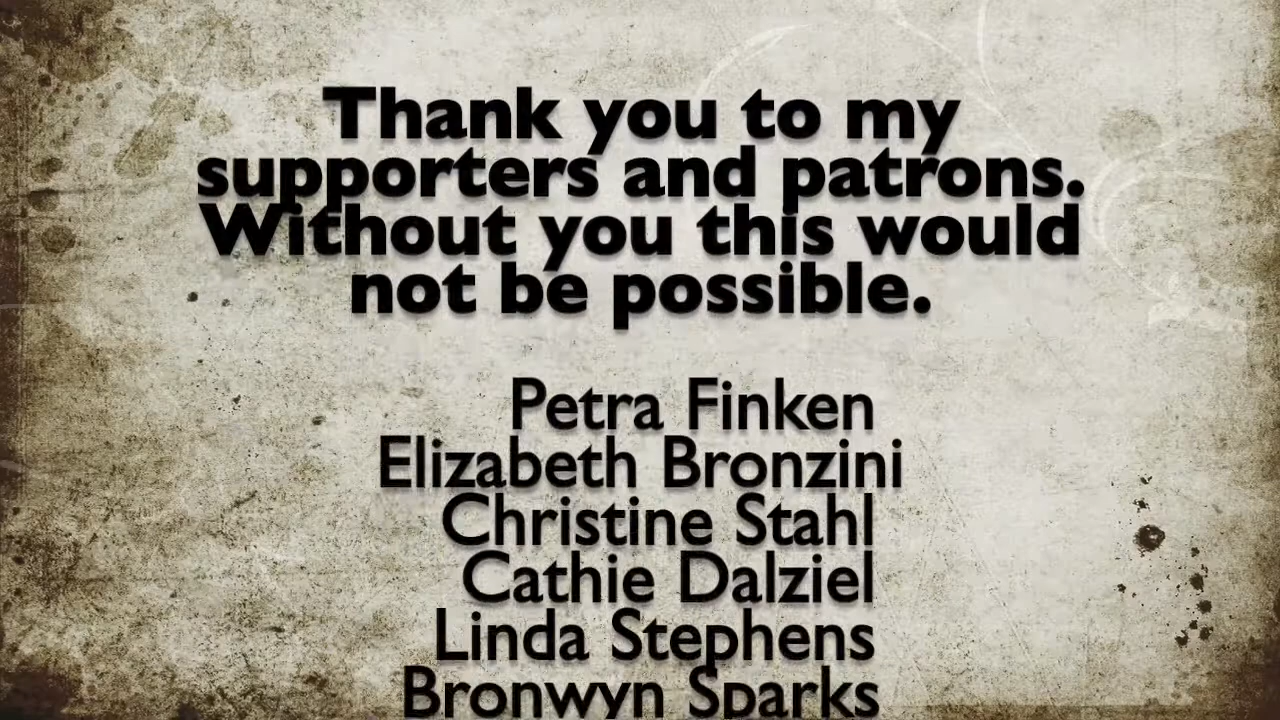 Thank you to my
supporters and patrons.
Without you this would
not be possible.
Petra Finken
Elizabeth Bronzini
Christine Stahl
Cathie Dalziel
Linda Stephens
Bronwyn Sparks